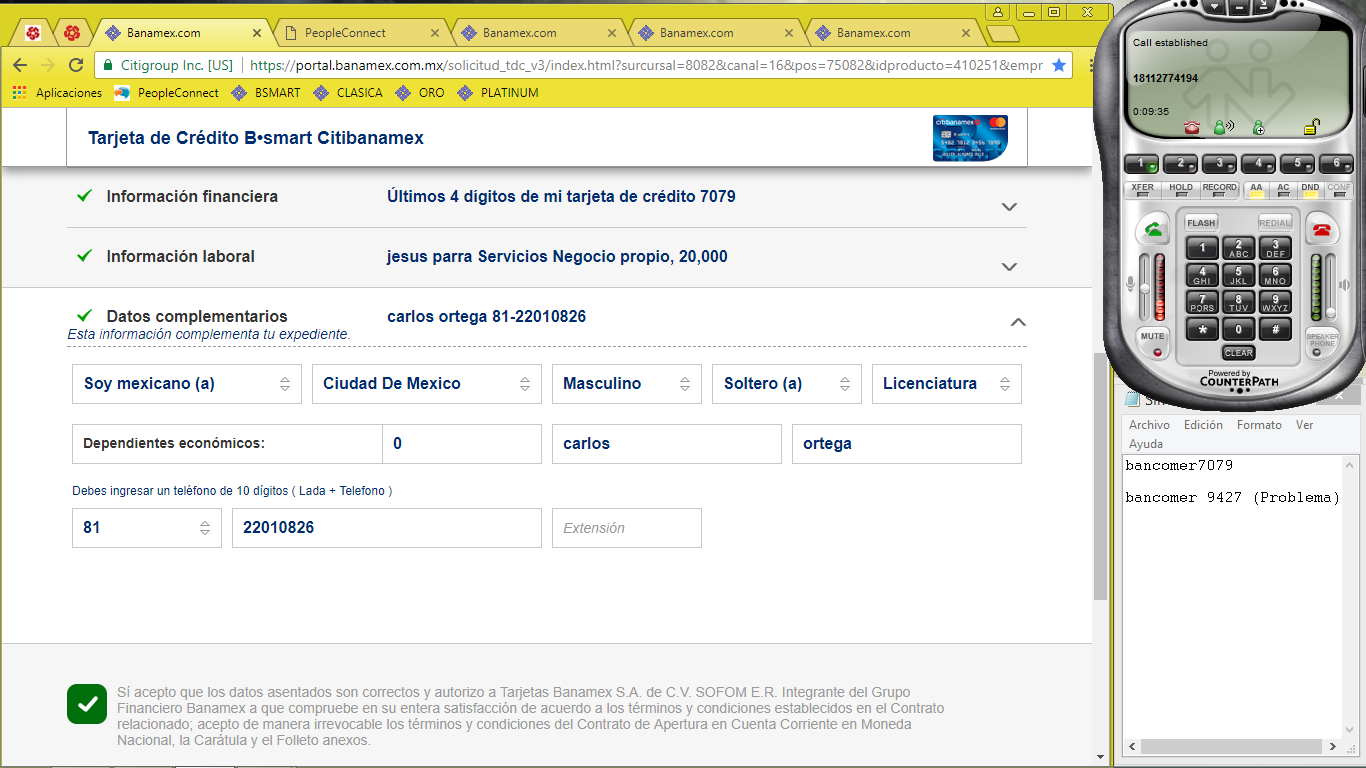 Banamex.com
PeopleConnect
Banamex.com
Banamex.com
Banamex.com
Citigroup Inc. [US]
https://portal.banamex.com.mx/solicitud_tdc_v3/index.html?surcursal=8082&canal=16&pos=75082&idproducto=410251&empr
Aplicaciones
PeopleConnect
BSMART
CLASICA
ORO
PLATINUM
Tarjeta de Crédito B•smart Citibanamex
citibanamex
Información financiera
Últimos 4 dígitos de mi tarjeta de crédito 7079
Información laboral
jesus parra Servicios Negocio propio, 20,000
Datos complementarios
carlos ortega 81-22010826
Esta información complementa tu expediente.
Soy mexicano (a)
Ciudad De Mexico
Masculino
Soltero (a)
Licenciatura
Dependientes económicos:
0
carlos
ortega
Debes ingresar un teléfono de 10 dígitos ( Lada + Telefono )
81
22010826
Extensión
Sí acepto que los datos asentados son correctos y autorizo a Tarjetas Banamex S.A. de C.V. SOFOM E.R. Integrante del Grupo
Financiero Banamex a que compruebe en su entera satisfacción de acuerdo a los términos y condiciones establecidos en el Contrato
relacionado; acepto de manera irrevocable los términos y condiciones del Contrato de Apertura en Cuenta Corriente en Moneda
Nacional, la Carátula y el Folleto anexos.
Call established
18112774194
0:09:35
1 2 3 4 5 6
XFER HOLD RECORD AA AC DND CONF
FLASH
REDIAL
1 2 ABC 3 DEF
4 GHI 5 JKL 6 MNO
7 PQRS 8 TUV 9 WXYZ
* 0 #
MUTE
SPEAKER PHONE
CLEAR
Powered by
COUNTERPATH
Archivo
Edición
Formato
Ver
Ayuda
bancomer7079
bancomer 9427 (Problema)